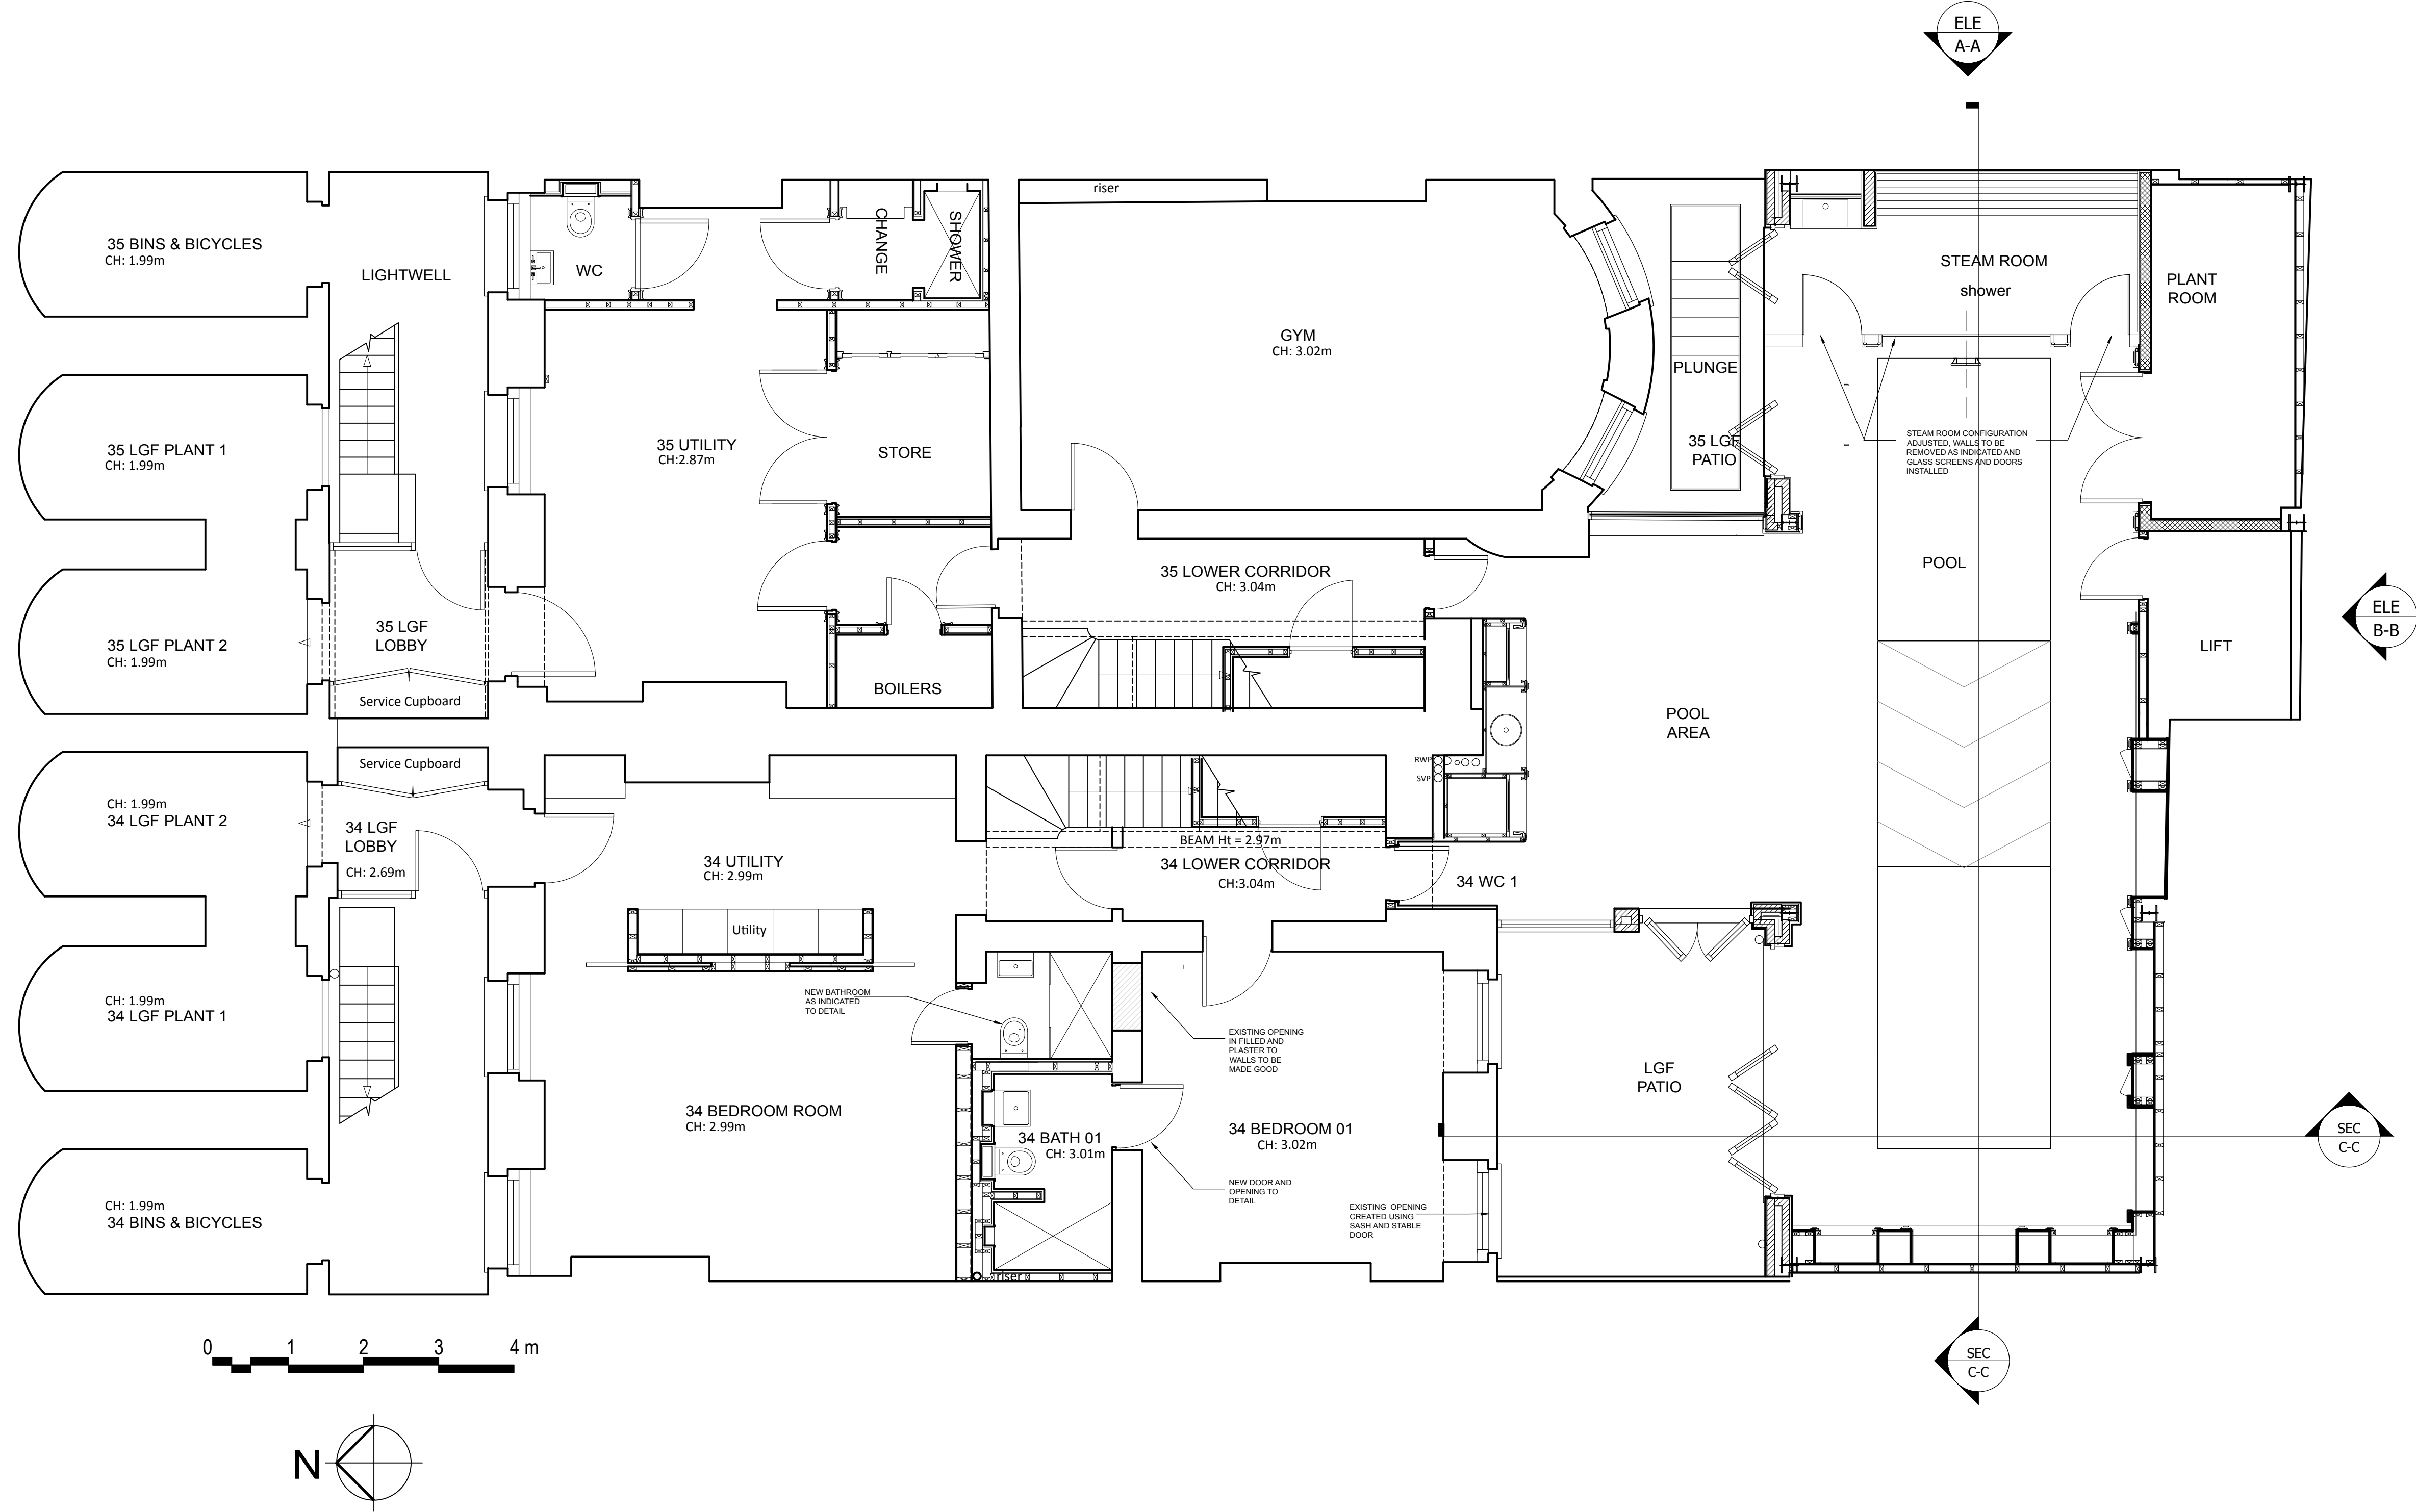 ELE
A-A
riser
35 BINS & BICYCLES
CH: 1.99m
LIGHTWELL
WC
CHANGE
SHOWER
GYM
CH: 3.02m
STEAM ROOM
shower
PLANT
ROOM
PLUNGE
35 LGF
PATIO
35 LGF PLANT 1
CH: 1.99m
35 UTILITY
CH:2.87m
STORE
STEAM ROOM CONFIGURATION
ADJUSTED, WALLS TO BE
REMOVED AS INDICATED AND
GLASS SCREENS AND DOORS
INSTALLED
POOL
35 LOWER CORRIDOR
CH: 3.04m
ELE
B-B
35 LGF PLANT 2
CH: 1.99m
35 LGF
LOBBY
Service Cupboard
BOILERS
LIFT
POOL
AREA
Service Cupboard
RWP
SVP
CH: 1.99m
34 LGF PLANT 2
34 LGF
LOBBY
CH: 2.69m
34 UTILITY
CH: 2.99m
BEAM Ht = 2.97m
34 LOWER CORRIDOR
CH:3.04m
34 WC 1
Utility
CH: 1.99m
34 LGF PLANT 1
NEW BATHROOM
AS INDICATED
TO DETAIL
EXISTING OPENING
IN FILLED AND
PLASTER TO
WALLS TO BE
MADE GOOD
LGF
PATIO
34 BEDROOM ROOM
CH: 2.99m
34 BATH 01
CH: 3.01m
34 BEDROOM 01
CH: 3.02m
SEC
C-C
NEW DOOR AND
OPENING TO
DETAIL
EXISTING OPENING
CREATED USING
SASH AND STABLE
DOOR
CH: 1.99m
34 BINS & BICYCLES
riser
0 1 2 3 4 m
SEC
C-C
N